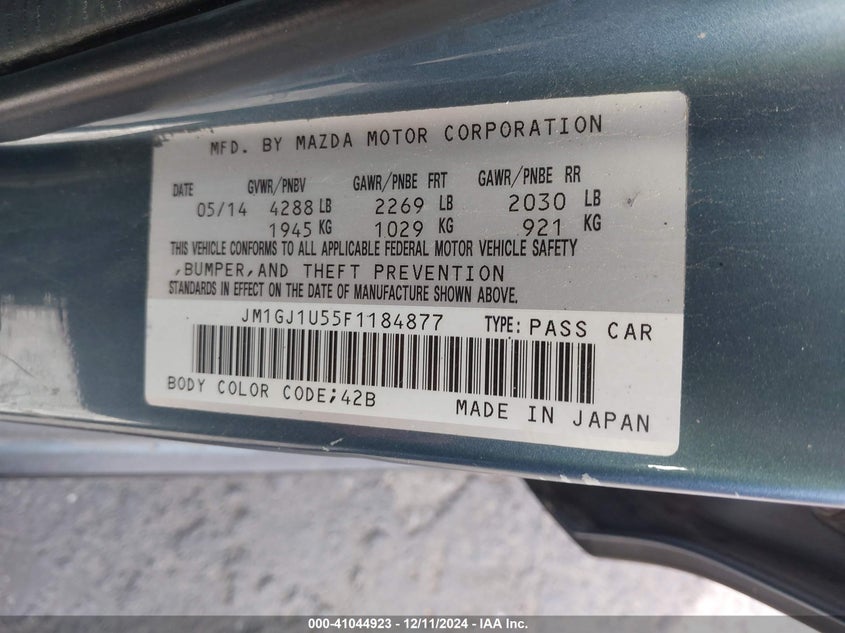 MFD. BY MAZDA MOTOR CORPORATION
DATE GVWR/PNBV GAWR/PNBE FRT GAWR/PNBE RR
05/14 4288 LB 2269 LB 2030 LB
1945 KG 1029 KG 921 KG
THIS VEHICLE CONFORMS TO ALL APPLICABLE FEDERAL MOTOR VEHICLE SAFETY
,BUMPER,AND THEFT PREVENTION
STANDARDS IN EFFECT ON THE DATE OF MANUFACTURE SHOWN ABOVE.
JM1GJ1U55F1184877 TYPE: PASS CAR
BODY COLOR CODE;42B
MADE IN JAPAN
000-41044923 - 12/11/2024 - IAA Inc.